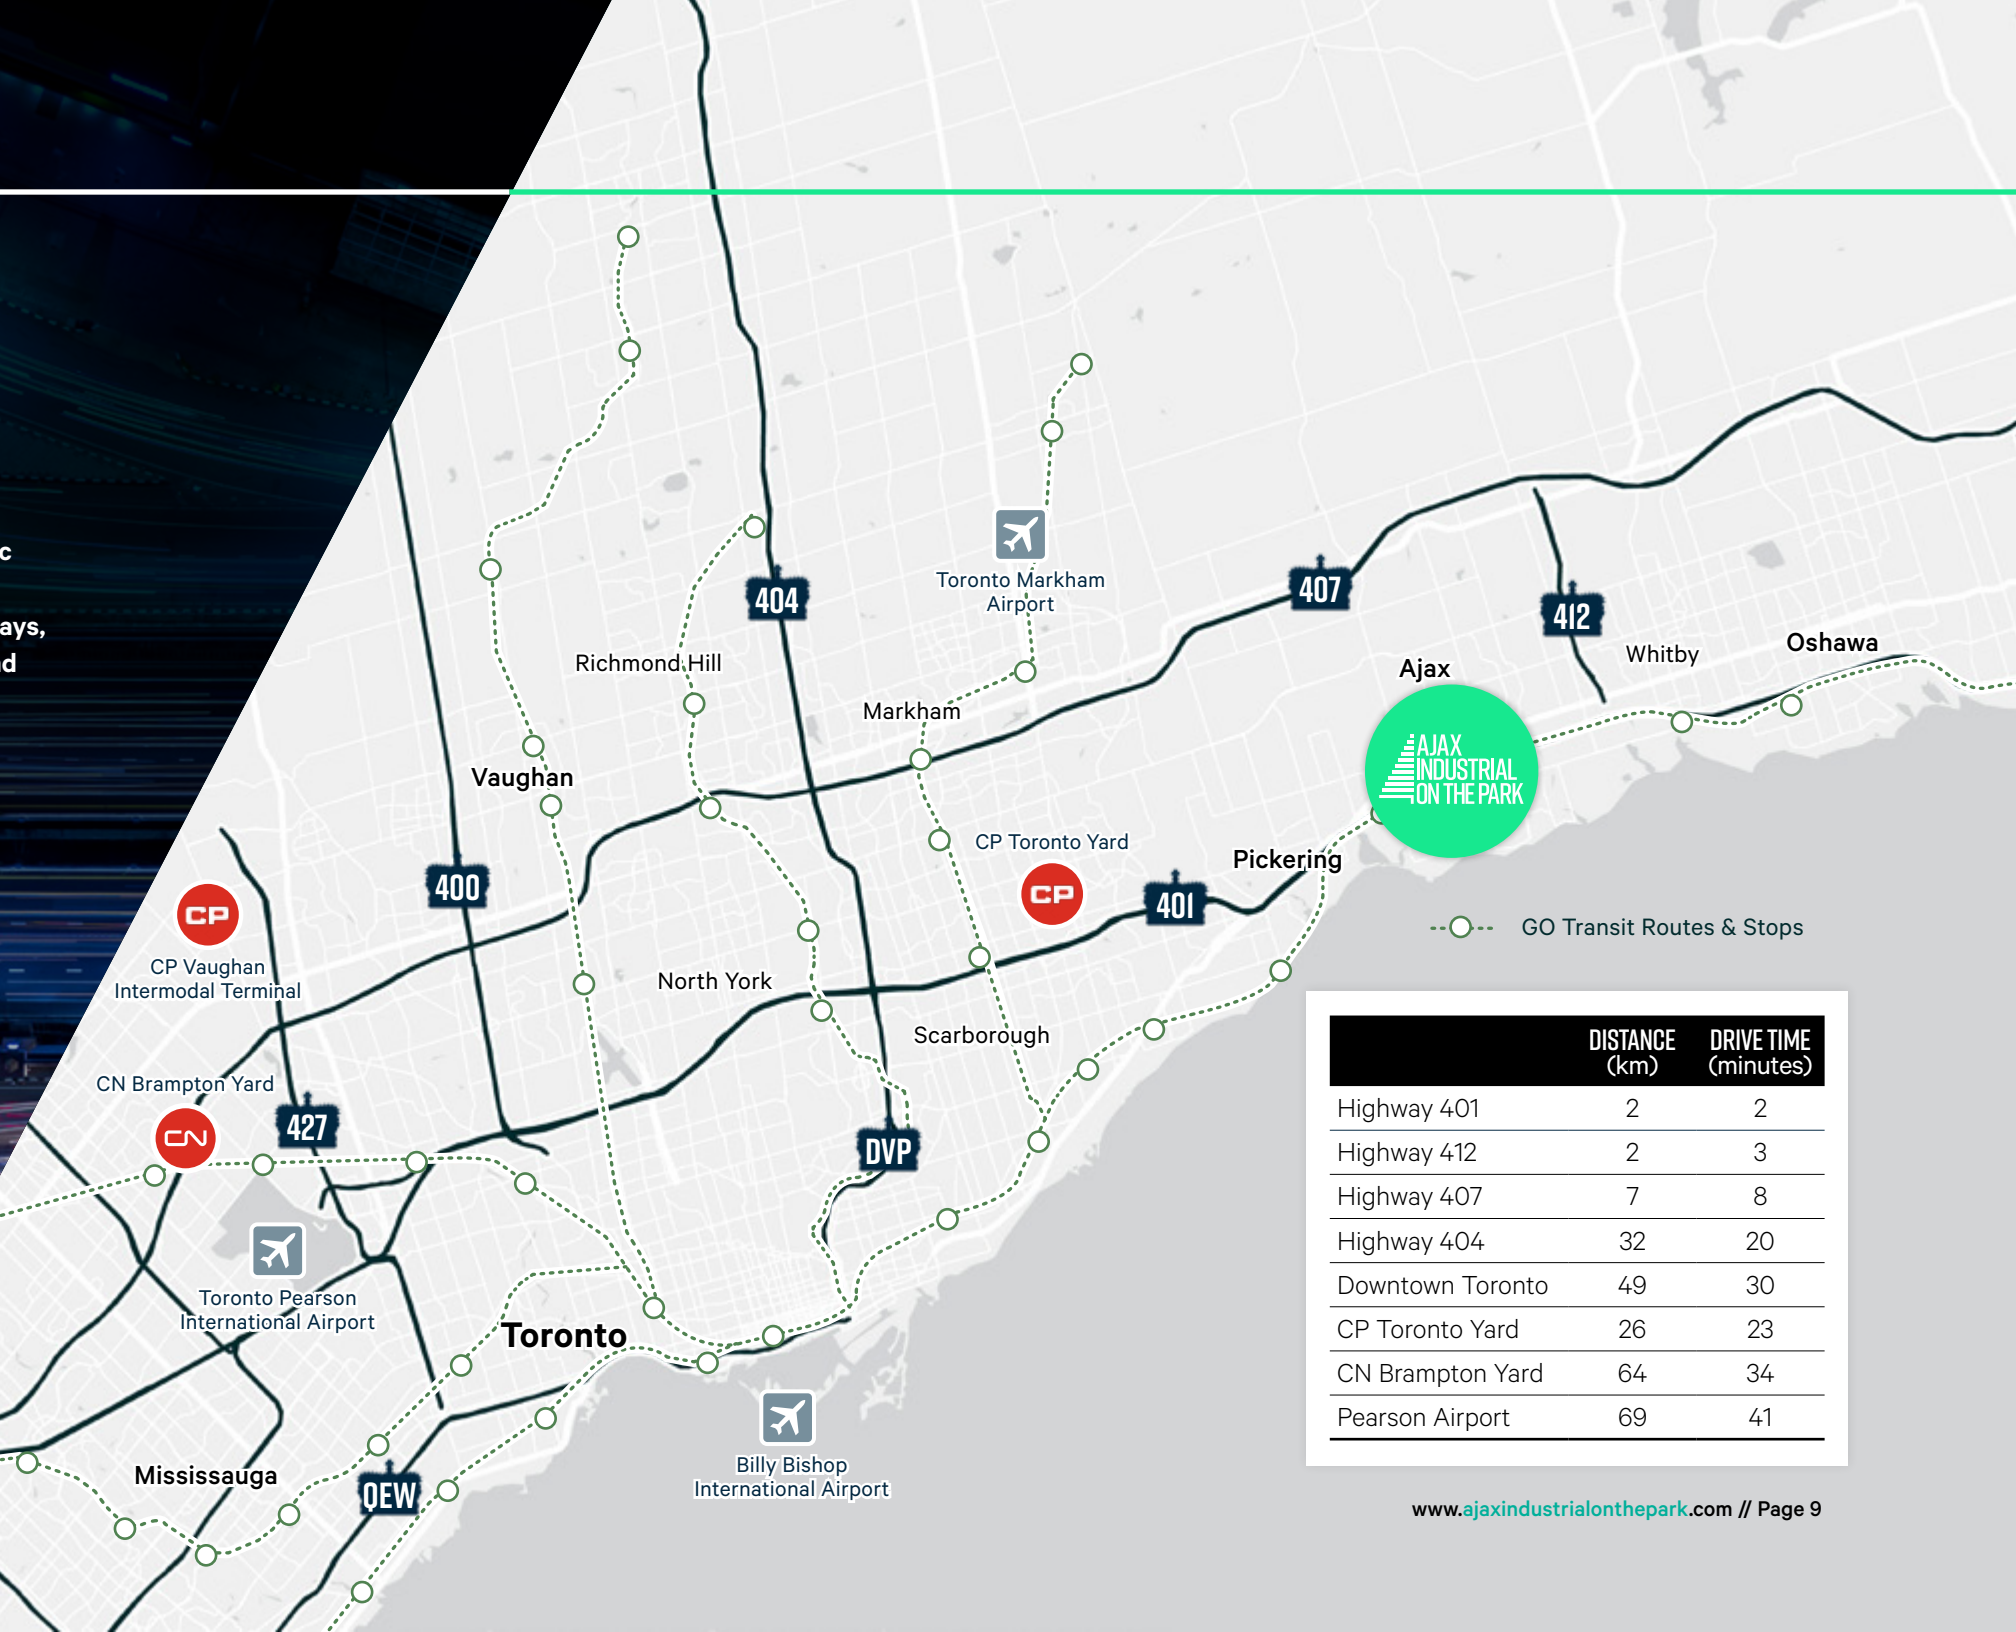 c
ays,
d
404
Toronto Markham
Airport
407
412
Richmond Hill
Whitby
Oshawa
Ajax
Markham
AJAX
INDUSTRIAL
ON THE PARK
Vaughan
CP Toronto Yard
CP
Pickering
400
401
CP
CP Vaughan
Intermodal Terminal
North York
Scarborough
CN Brampton Yard
CN
427
DVP
Toronto Pearson
International Airport
Toronto
Billy Bishop
International Airport
Mississauga
QEW
GO Transit Routes & Stops
DISTANCE (km) DRIVE TIME (minutes)
Highway 401 2 2
Highway 412 2 3
Highway 407 7 8
Highway 404 32 20
Downtown Toronto 49 30
CP Toronto Yard 26 23
CN Brampton Yard 64 34
Pearson Airport 69 41
www.ajaxindustrialonthepark.com // Page 9